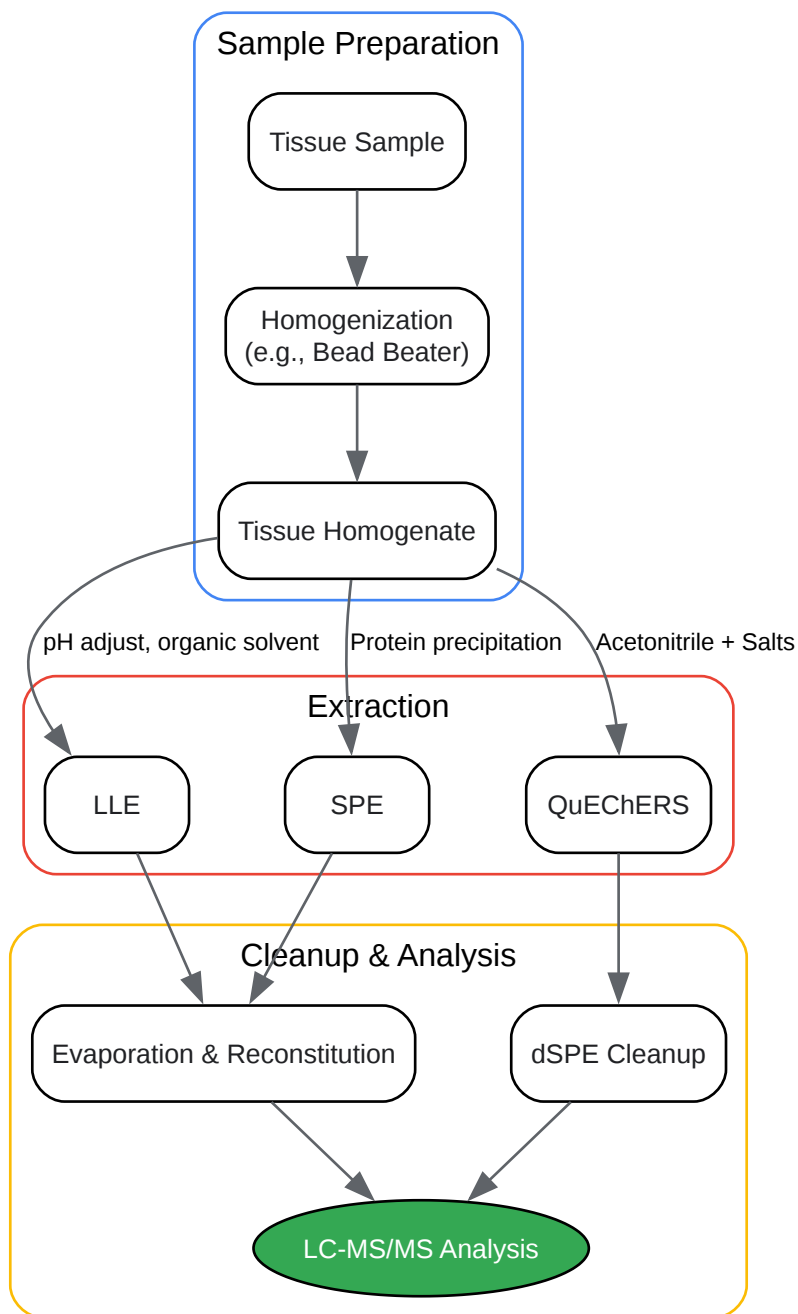 Sample Preparation
Tissue Sample
Homogenization
(e.g., Bead Beater)
Tissue Homogenate
pH adjust, organic solvent
Protein precipitation
Acetonitrile + Salts
Extraction
LLE
SPE
QuEChERS
Cleanup & Analysis
Evaporation & Reconstitution
dSPE Cleanup
LC-MS/MS Analysis